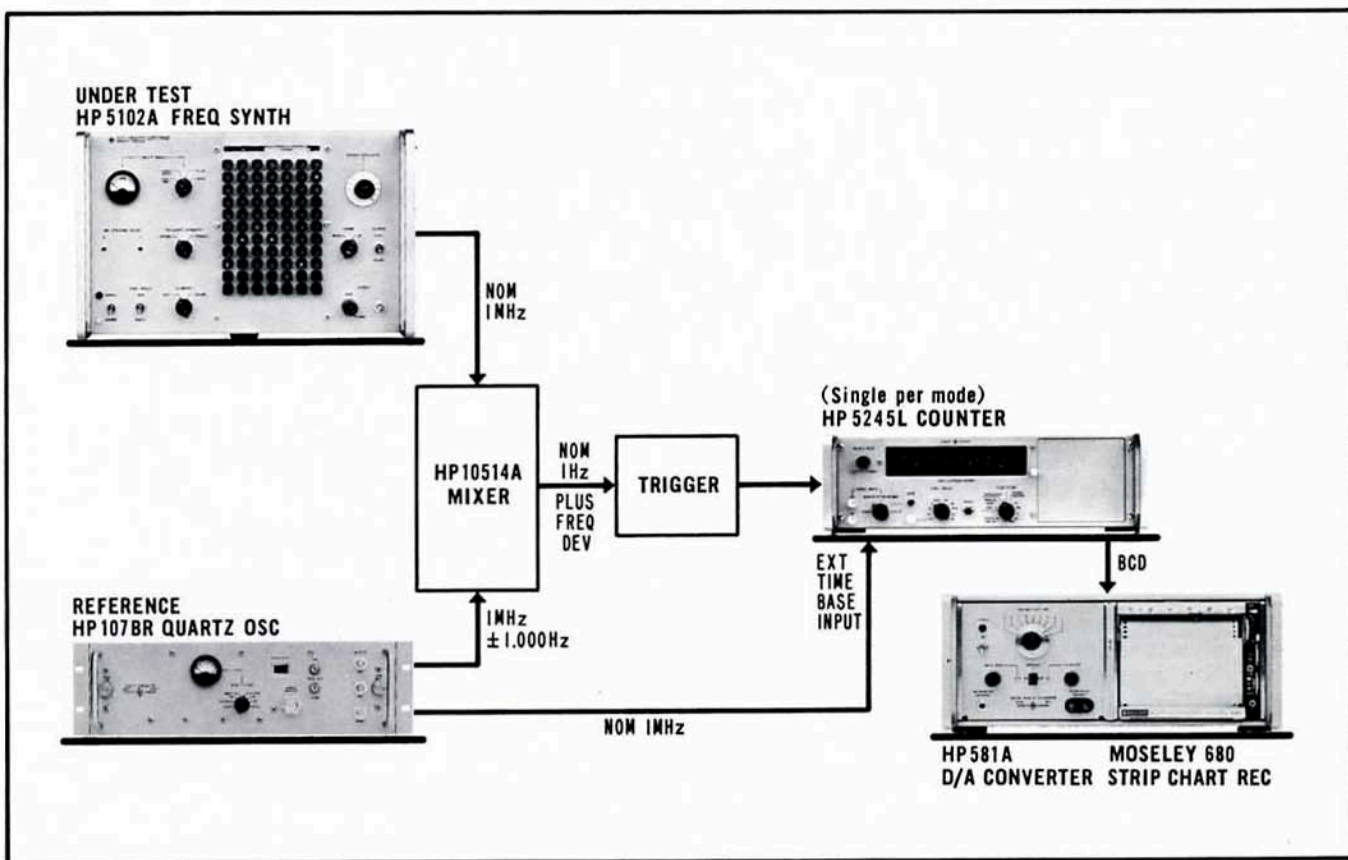 UNDER TEST
HP 5102A FREQ SYNTH
NOM
1MHz
(Single per mode)
HP 5245L COUNTER
HP 10514A
MIXER
NOM
1Hz
PLUS
FREQ
DEV
TRIGGER
EXT
TIME
BASE
INPUT
BCD
REFERENCE
HP 107BR QUARTZ OSC
1MHz
±1.000Hz
NOM 1MHz
HP 581A
D/A CONVERTER
MOSELEY 680
STRIP CHART REC